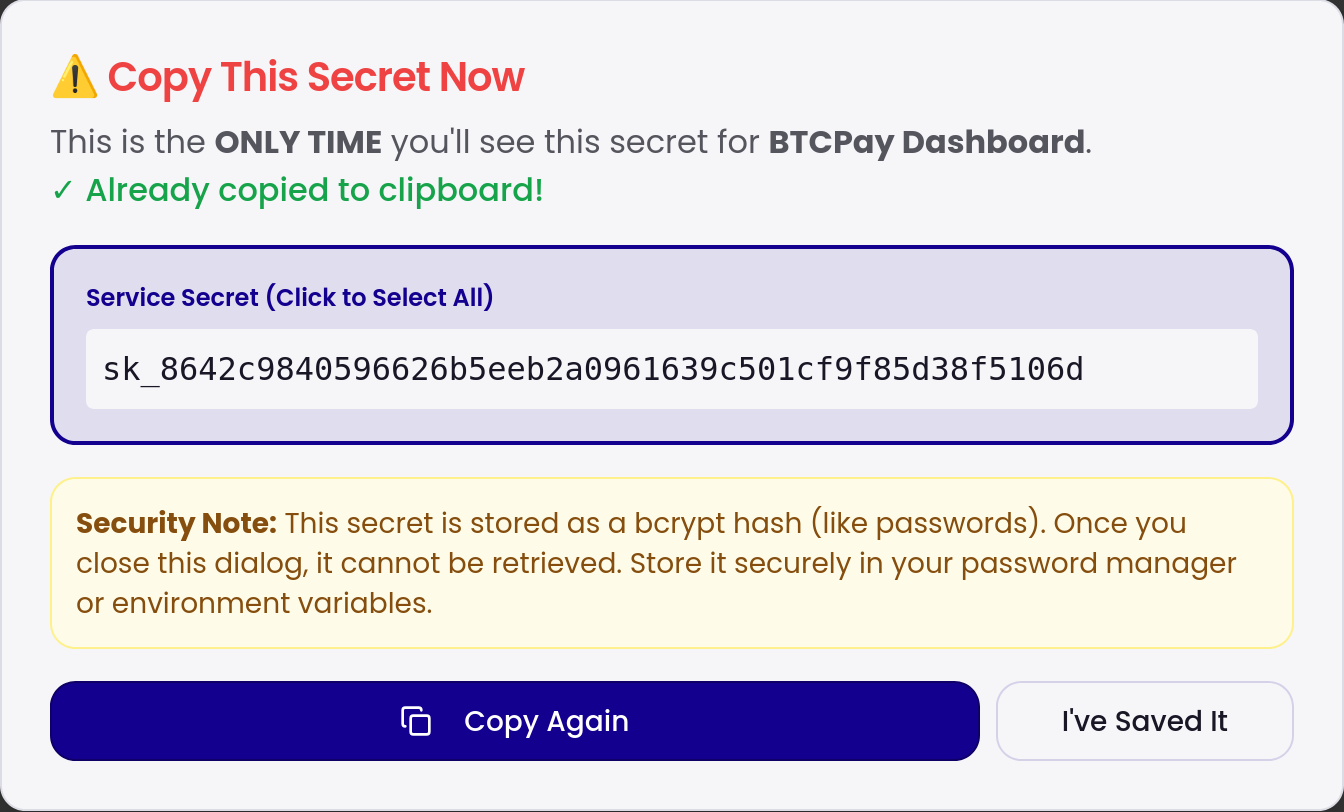 ⚠️ Copy This Secret Now
This is the ONLY TIME you'll see this secret for BTCPay Dashboard.
✓ Already copied to clipboard!
Service Secret (Click to Select All)
sk_8642c9840596626b5eeb2a0961639c501cf9f85d38f5106d
Security Note: This secret is stored as a bcrypt hash (like passwords). Once you
close this dialog, it cannot be retrieved. Store it securely in your password manager
or environment variables.
Copy Again
I've Saved It